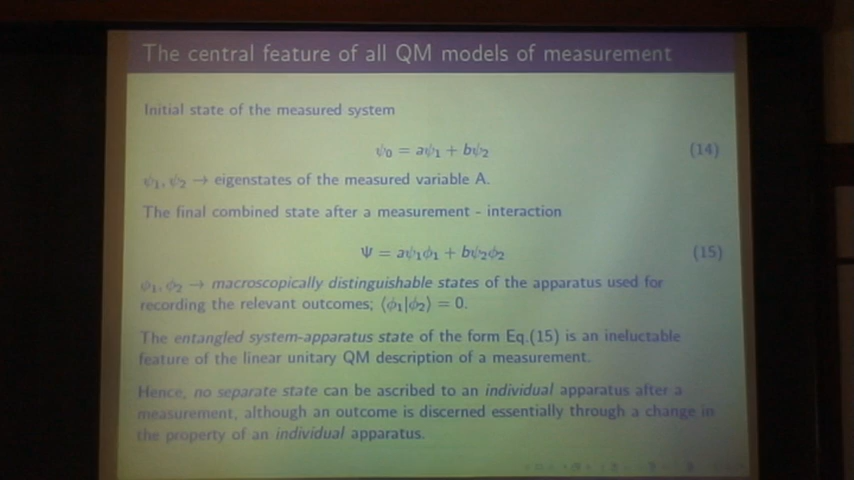 The central feature of all QM models of measurement
Initial state of the measured system
ψ₀ = aψ₁ + bψ₂ (14)
ψ₁, ψ₂ → eigenstates of the measured variable A.
The final combined state after a measurement - interaction
Ψ = aψ₁ϕ₁ + bψ₂ϕ₂ (15)
ϕ₁, ϕ₂ → macroscopically distinguishable states of the apparatus used for
recording the relevant outcomes; ⟨ϕ₁|ϕ₂⟩ = 0.
The entangled system-apparatus state of the form Eq.(15) is an ineluctable
feature of the linear unitary QM description of a measurement.
Hence, no separate state can be ascribed to an individual apparatus after a
measurement, although an outcome is discerned essentially through a change in
the property of an individual apparatus.